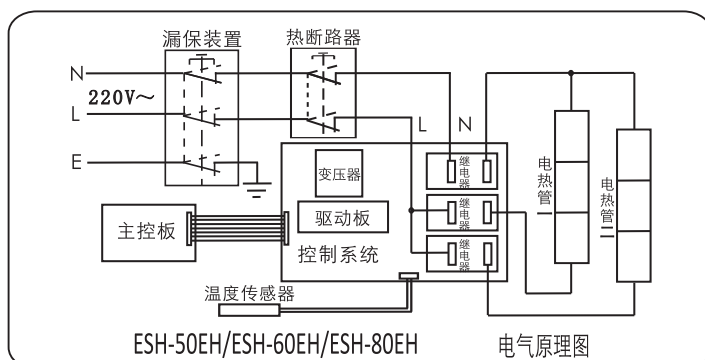 漏保装置
热断路器
N
220V～
L
E
L N
变压器
驱动板
控制系统
继电器
继电器
继电器
主控板
温度传感器
电热管一
电热管二
ESH-50EH/ESH-60EH/ESH-80EH
电气原理图